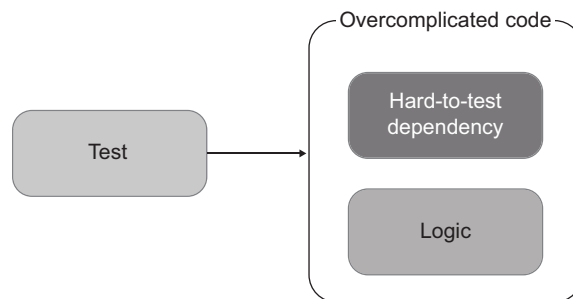 Overcomplicated code
Hard-to-test
dependency
Test
Logic